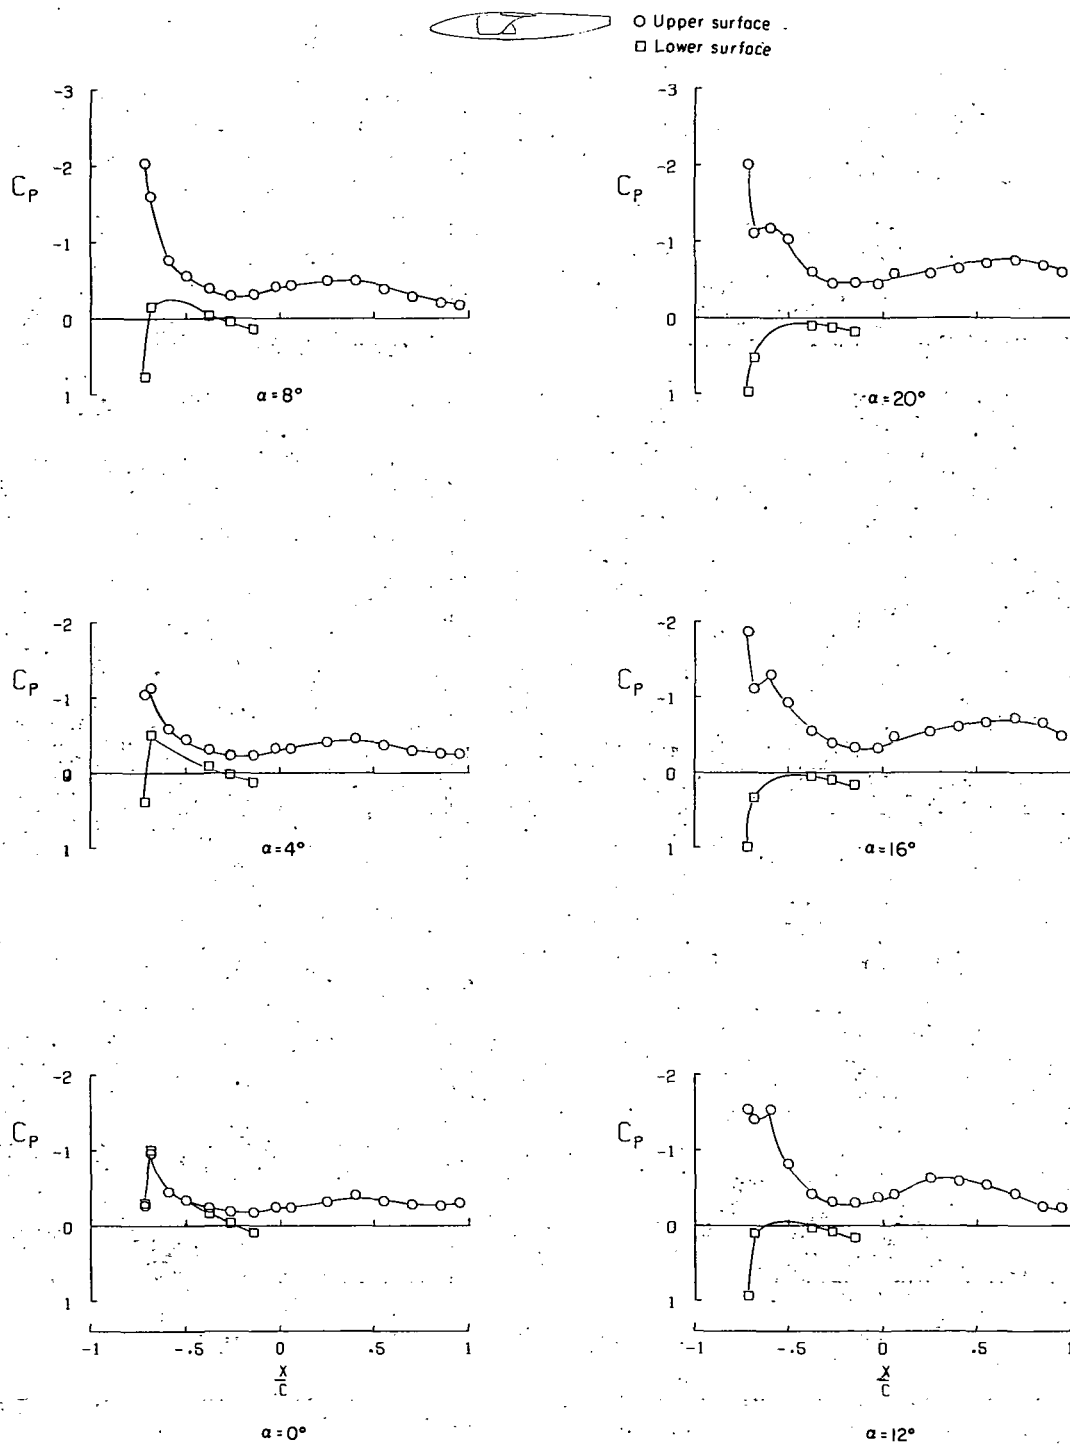 Upper surface
Lower surface
-3
-2
-1
0
1
C_P
α = 8°
-3
-2
-1
0
1
C_P
α = 20°
-2
-1
0
1
C_P
α = 4°
-2
-1
0
1
C_P
α = 16°
-2
-1
0
1
C_P
-1
-.5
0
.5
1
X
C
α = 0°
-2
-1
0
1
C_P
-1
-.5
0
.5
1
X
C
α = 12°